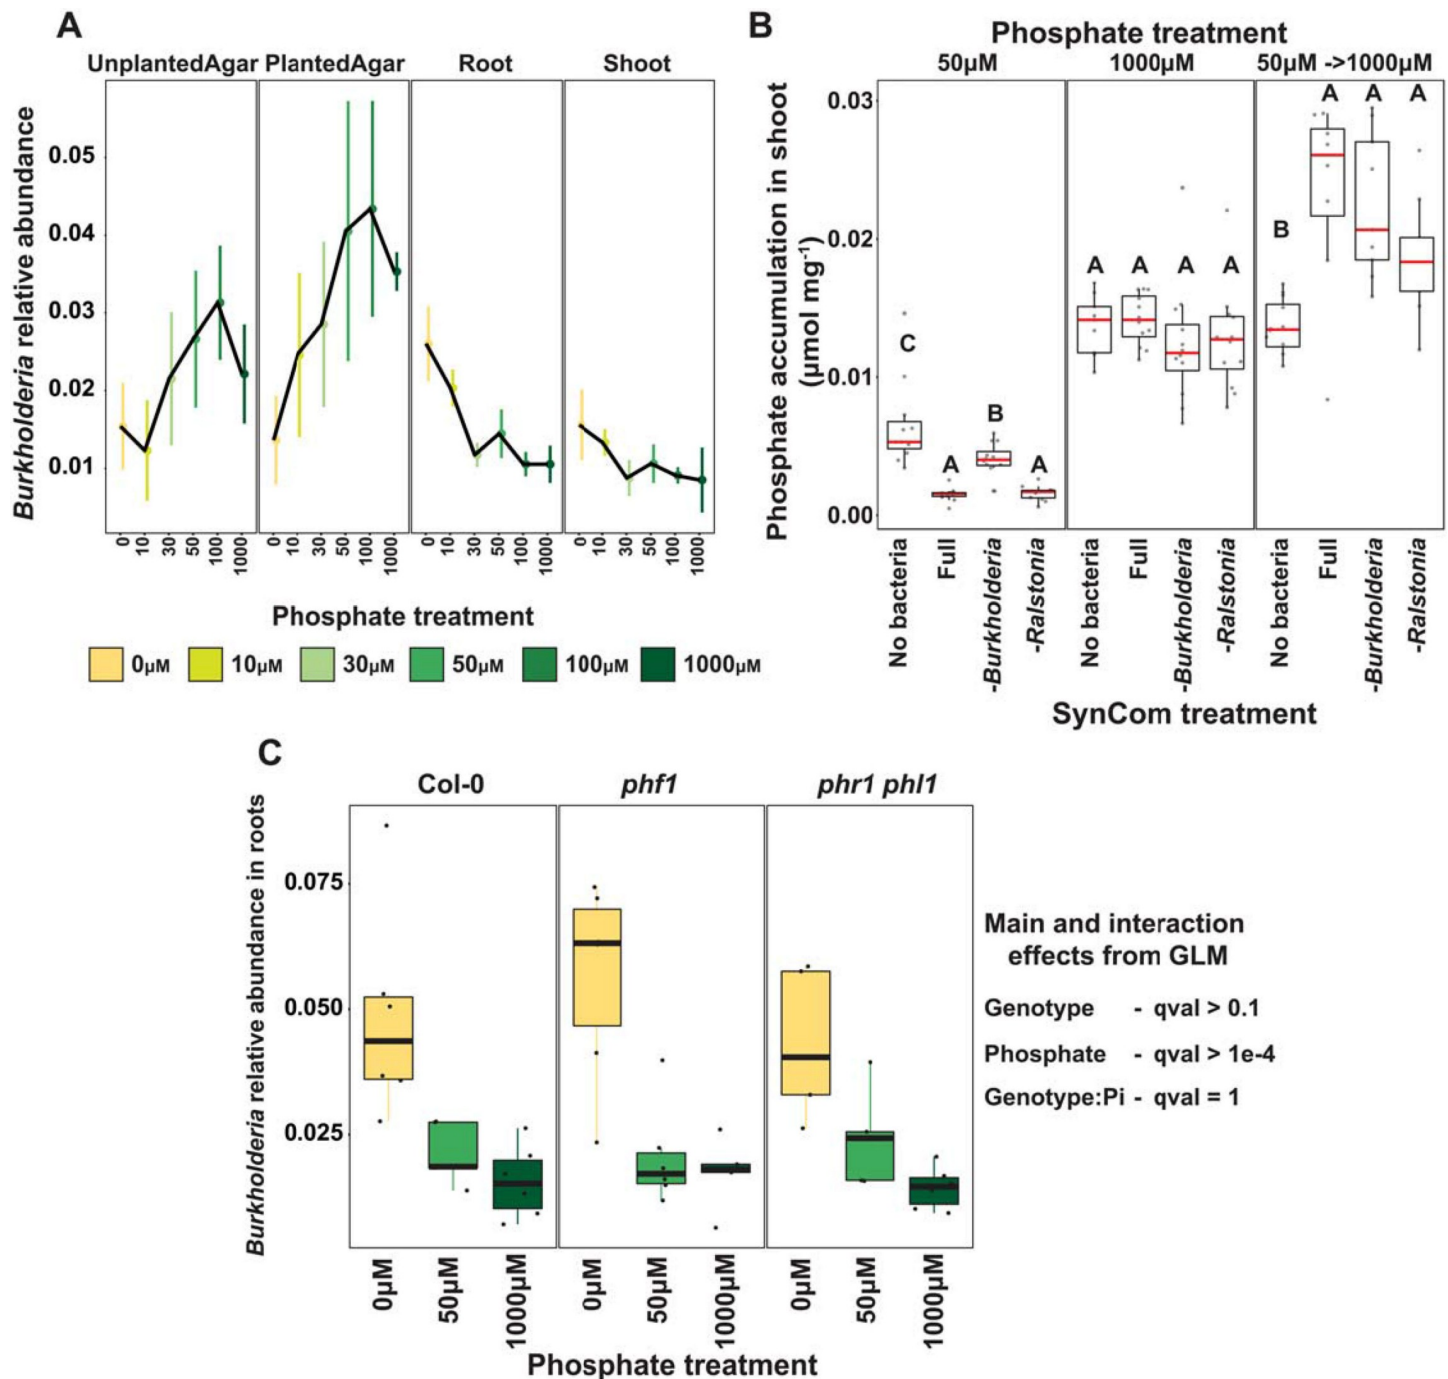 A
UnplantedAgar PlantedAgar Root Shoot
Burkholderia relative abundance
0.05
0.04
0.03
0.02
0.01
0 10 30 50 100 1000 0 10 30 50 100 1000 0 10 30 50 100 1000 0 10 30 50 100 1000
Phosphate treatment
0µM 10µM 30µM 50µM 100µM 1000µM
B
Phosphate treatment
50µM 1000µM 50µM ->1000µM
Phosphate accumulation in shoot
(µmol mg⁻¹)
0.03
0.02
0.01
0.00
C A B A A A A A B A A A
No bacteria Full -Burkholderia -Ralstonia No bacteria Full -Burkholderia -Ralstonia No bacteria Full -Burkholderia -Ralstonia
SynCom treatment
C
Col-0 phf1 phr1 phl1
Burkholderia relative abundance in roots
0.075
0.050
0.025
0µM 50µM 1000µM 0µM 50µM 1000µM 0µM 50µM 1000µM
Phosphate treatment
Main and interaction
effects from GLM
Genotype - qval > 0.1
Phosphate - qval > 1e-4
Genotype:Pi - qval = 1